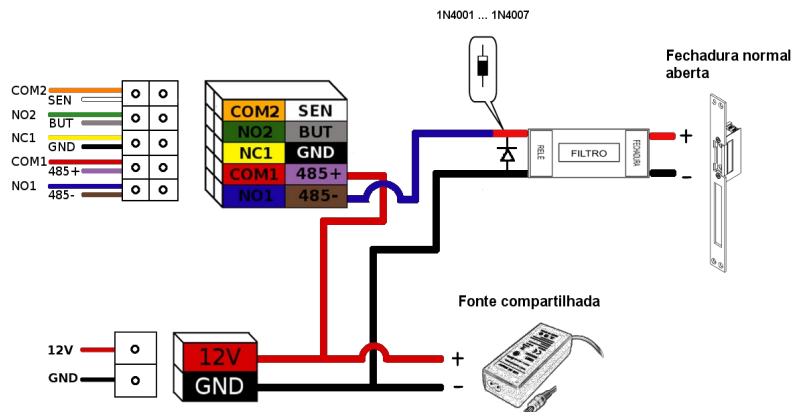 1N4001 ... 1N4007
Fechadura normal
aberta
COM2
SEN
NO2
BUT
NC1
GND
COM1
485+
NO1
485-
COM2 SEN
NO2 BUT
NC1 GND
COM1 485+
NO1 485-
RELE
FILTRO
FECHADURA
+
-
Fonte compartilhada
12V
GND
12V
GND
+
-